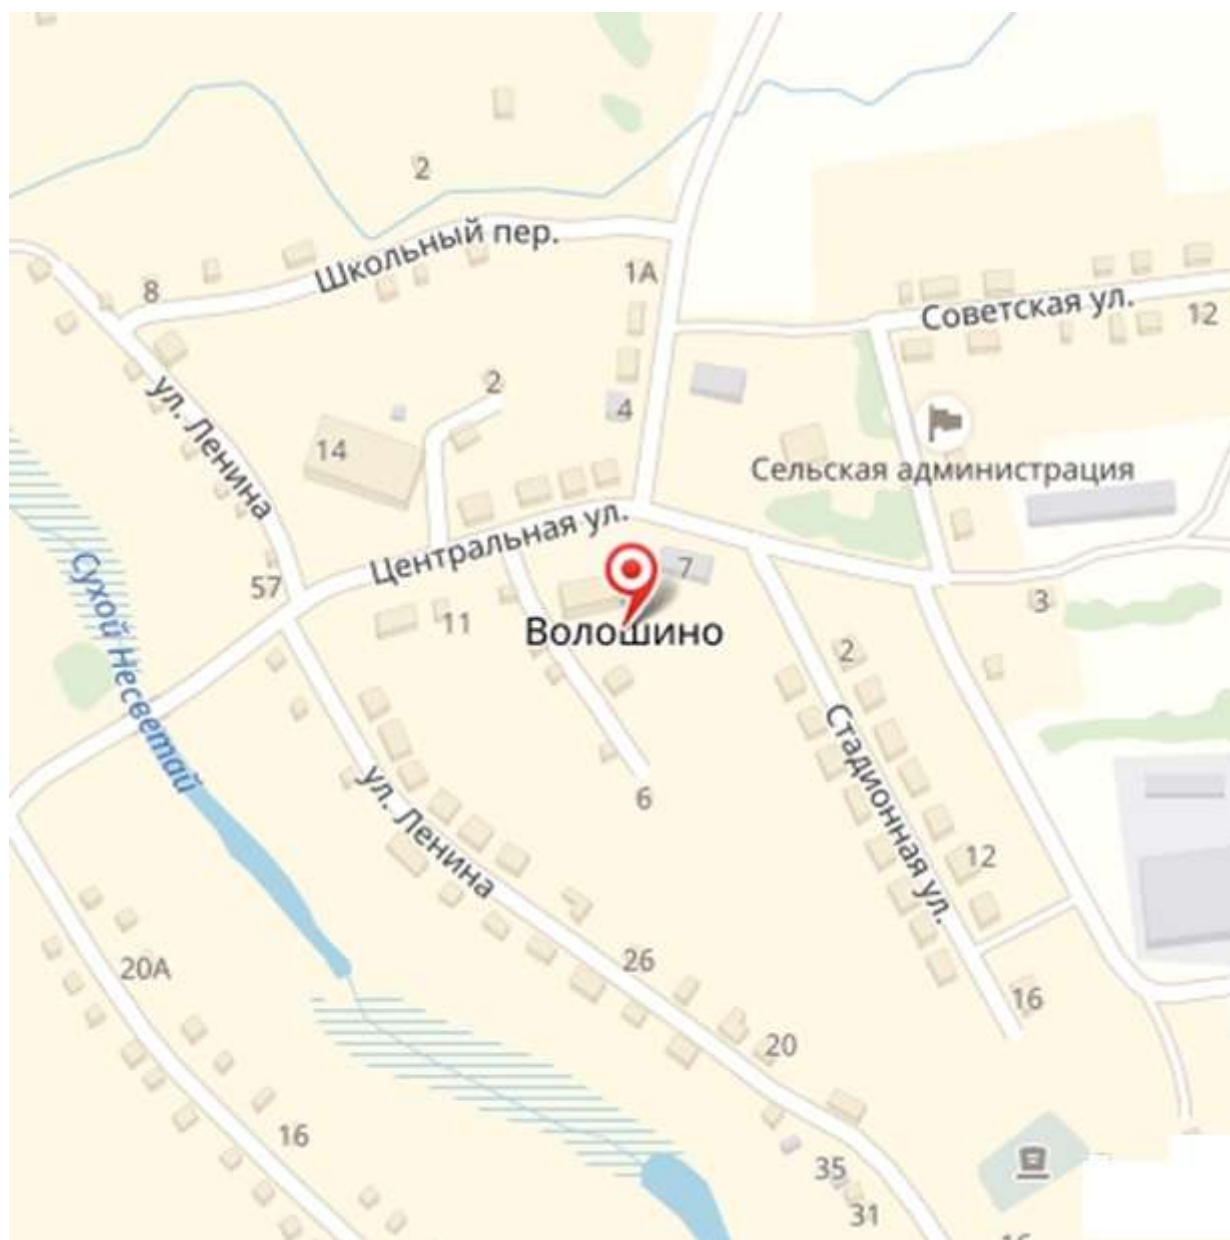 2
Школьный пер.
1А
8
Советская ул.
12
2
4
ул. Ленина
14
Сельская администрация
Центральная ул.
7
57
3
11
Волошино
Сухой Несветай
2
Стадионная ул.
6
ул. Ленина
12
26
20А
16
20
16
35
31